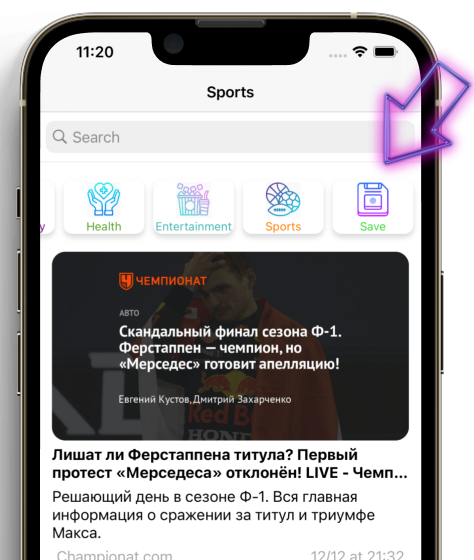 11:20
Sports
Search
y
Health
Entertainment
Sports
Save
ЧЕМПИОНАТ
АВТО
Скандальный финал сезона Ф-1.
Ферстаппен — чемпион, но
«Мерседес» готовит апелляцию!
Евгений Кустов, Дмитрий Захарченко
Red B
HOND
Лишат ли Ферстаппена титула? Первый
протест «Мерседеса» отклонён! LIVE - Чемп...
Решающий день в сезоне Ф-1. Вся главная
информация о сражении за титул и триумфе
Макса.
Championat.com
12/12 at 21:32